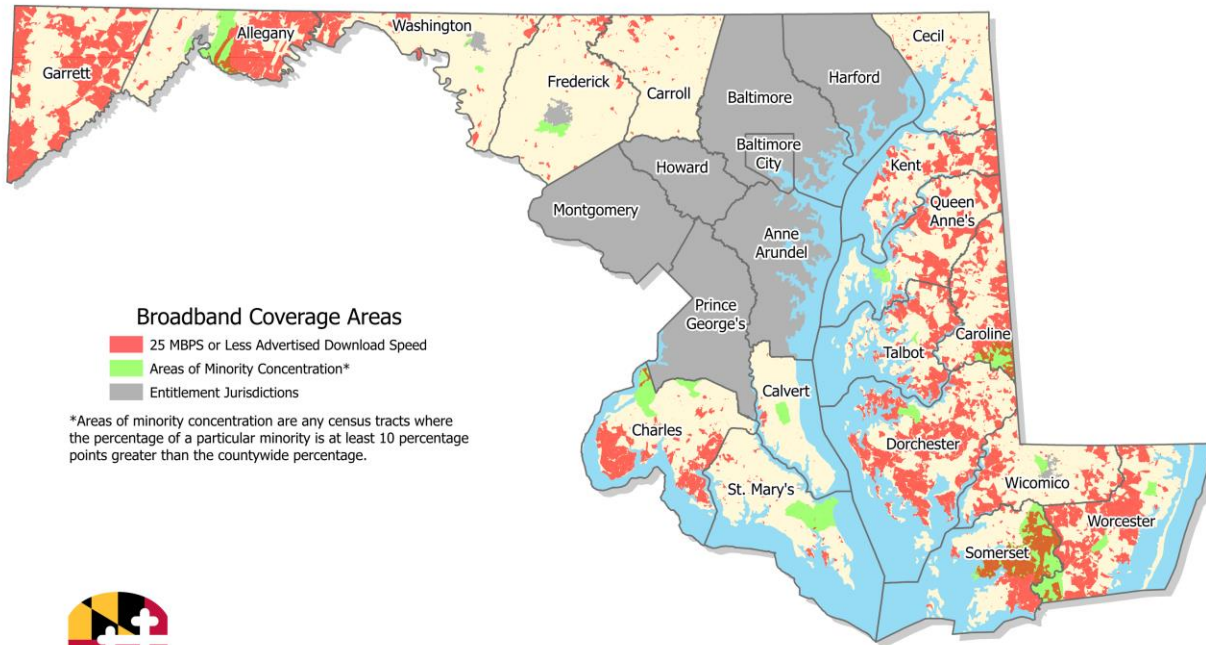 Garrett
Allegany
Washington
Frederick
Carroll
Baltimore
Harford
Cecil
Baltimore
City
Howard
Montgomery
Kent
Queen
Anne's
Anne
Arundel
Prince
George's
Talbot
Caroline
Calvert
Charles
Dorchester
St. Mary's
Wicomico
Worcester
Somerset
Broadband Coverage Areas
25 MBPS or Less Advertised Download Speed
Areas of Minority Concentration*
Entitlement Jurisdictions
*Areas of minority concentration are any census tracts where
the percentage of a particular minority is at least 10 percentage
points greater than the countywide percentage.